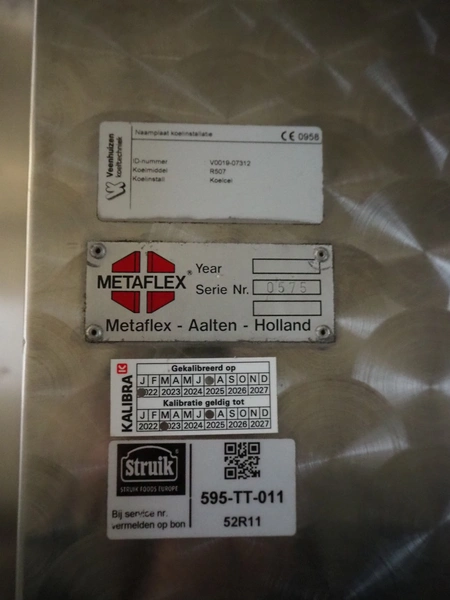 Veenhuizen
koeltechniek
Naamplaat koelinstallatie
CE 0956
ID-nummer V0019-07312
Koelmiddel R507
Koelinstall Koelcel
METAFLEX®
Year
Serie Nr. 0575
Metaflex - Aalten - Holland
KALIBRA
Gekalibreerd op
J F M A M J A S O N D
2022 2023 2024 2025 2026 2027
Kalibratie geldig tot
J F M A M J A S O N D
2022 2023 2024 2025 2026 2027
Struik
STRUIK FOODS EUROPE
595-TT-011
Bij service nr.
vermelden op bon
52R11